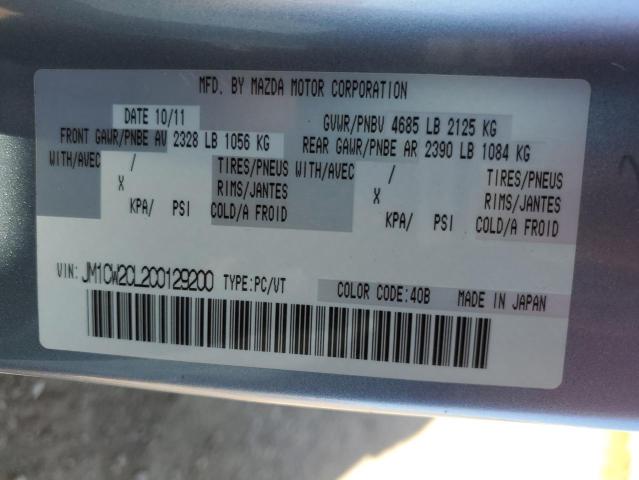 MFD. BY MAZDA MOTOR CORPORATION
DATE 10/11 GVWR/PNBV 4685 LB 2125 KG
FRONT GAWR/PNBE AV 2328 LB 1056 KG REAR GAWR/PNBE AR 2390 LB 1084 KG
WITH/AVEC / TIRES/PNEUS WITH/AVEC / TIRES/PNEUS
X RIMS/JANTES X RIMS/JANTES
KPA/ PSI COLD/A FROID KPA/ PSI COLD/A FROID
VIN: JM1CW2CL2C0129200 TYPE:PC/VT COLOR CODE:40B MADE IN JAPAN